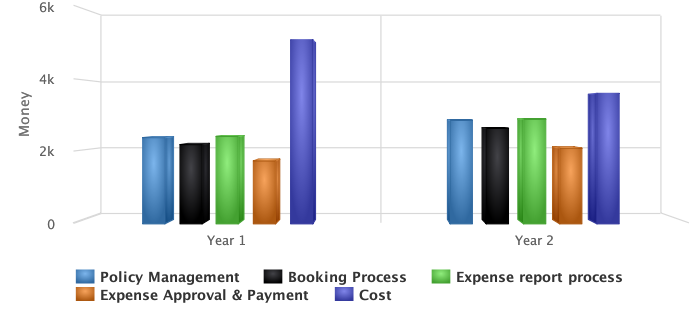 6k
4k
2k
0
Money
Year 1
Year 2
Policy Management
Booking Process
Expense report process
Expense Approval & Payment
Cost